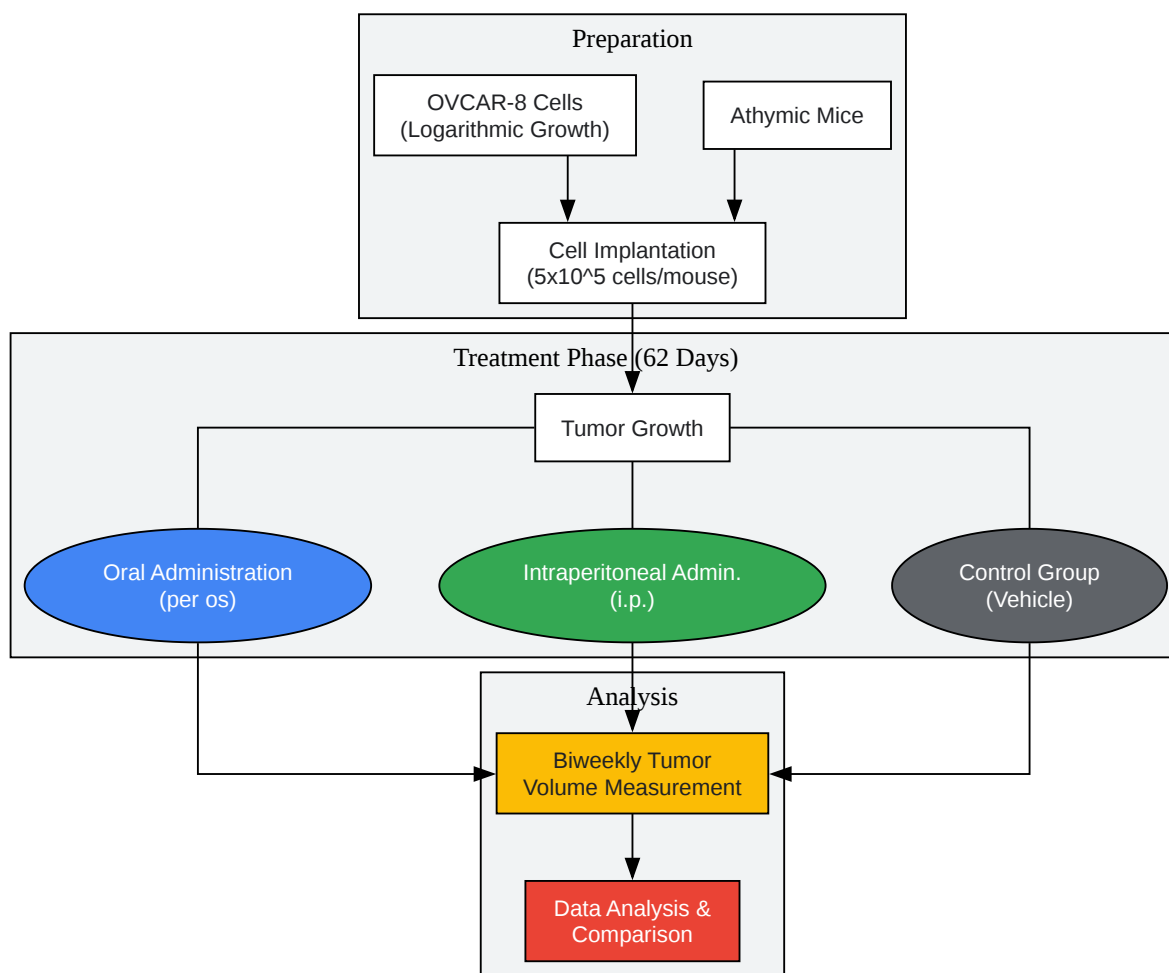 Preparation
OVCAR-8 Cells
(Logarithmic Growth)
Athymic Mice
Cell Implantation
(5x10^5 cells/mouse)
Treatment Phase (62 Days)
Tumor Growth
Oral Administration
(per os)
Intraperitoneal Admin.
(i.p.)
Control Group
(Vehicle)
Analysis
Biweekly Tumor
Volume Measurement
Data Analysis &
Comparison